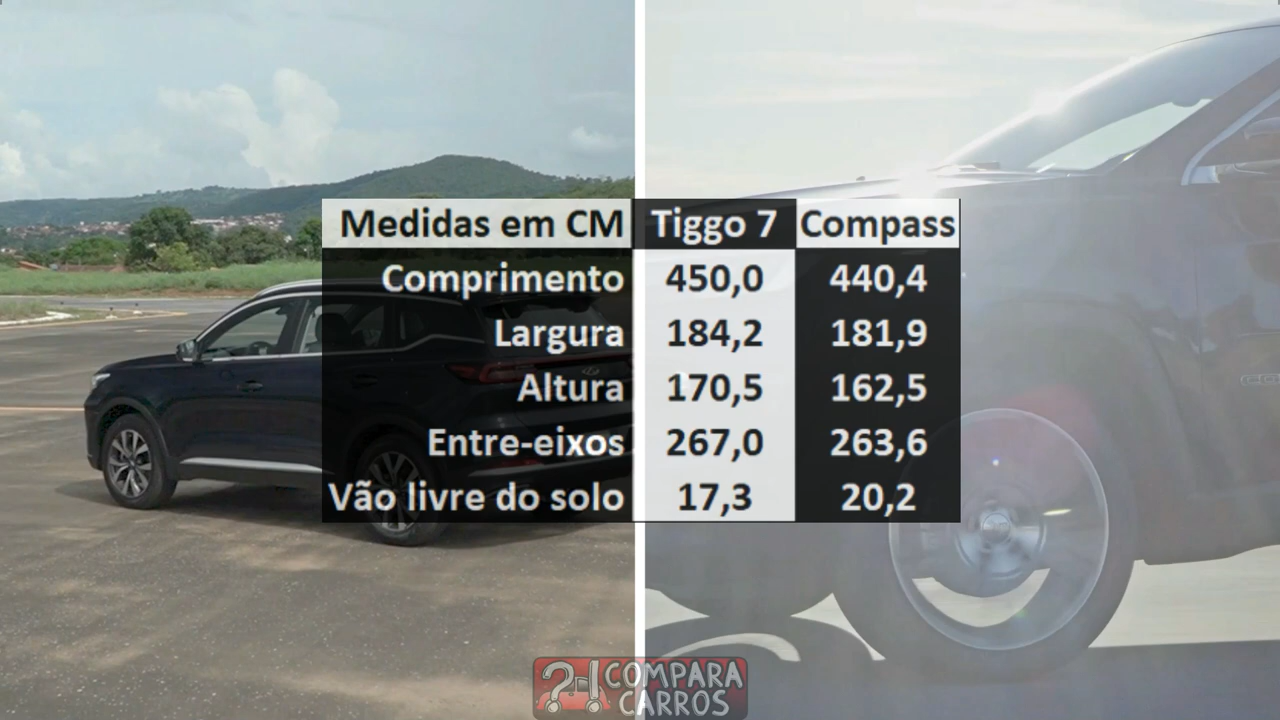 Medidas em CM Tiggo 7 Compass
Comprimento 450,0 440,4
Largura 184,2 181,9
Altura 170,5 162,5
Entre-eixos 267,0 263,6
Vão livre do solo 17,3 20,2
COMPARA
CARROS